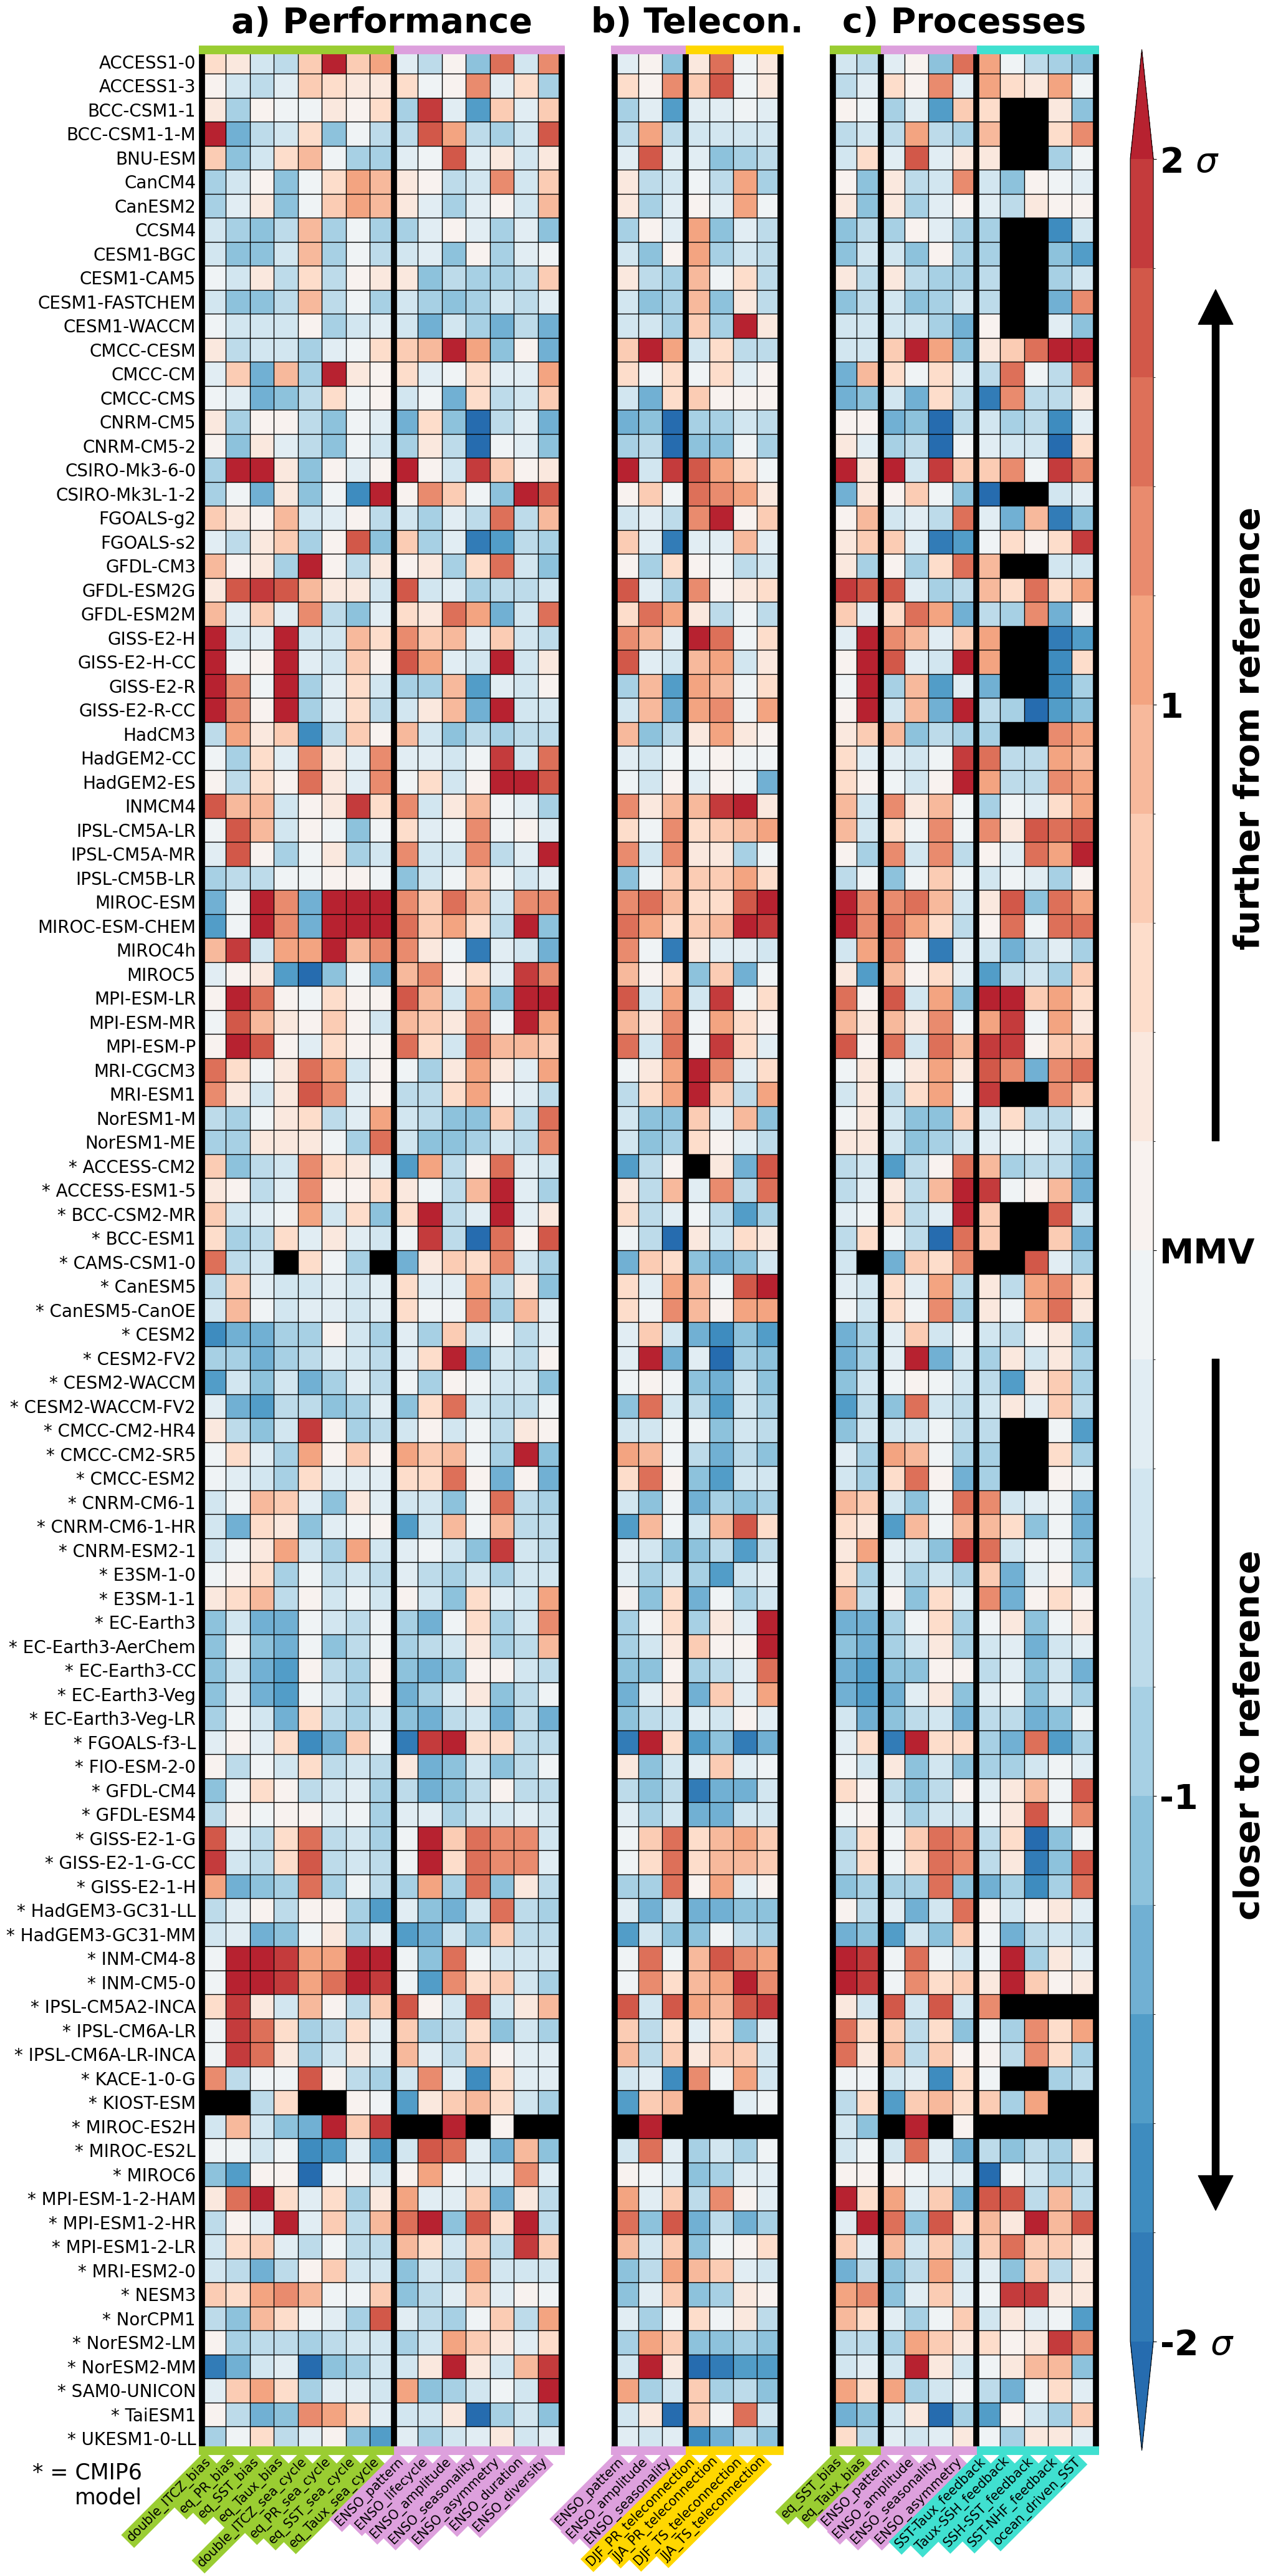 a) Performance
b) Telecon.
c) Processes
ACCESS1-0
ACCESS1-3
BCC-CSM1-1
BCC-CSM1-1-M
BNU-ESM
CanCM4
CanESM2
CCSM4
CESM1-BGC
CESM1-CAM5
CESM1-FASTCHEM
CESM1-WACCM
CMCC-CESM
CMCC-CM
CMCC-CMS
CNRM-CM5
CNRM-CM5-2
CSIRO-Mk3-6-0
CSIRO-Mk3L-1-2
FGOALS-g2
FGOALS-s2
GFDL-CM3
GFDL-ESM2G
GFDL-ESM2M
GISS-E2-H
GISS-E2-H-CC
GISS-E2-R
GISS-E2-R-CC
HadCM3
HadGEM2-CC
HadGEM2-ES
INMCM4
IPSL-CM5A-LR
IPSL-CM5A-MR
IPSL-CM5B-LR
MIROC-ESM
MIROC-ESM-CHEM
MIROC4h
MIROC5
MPI-ESM-LR
MPI-ESM-MR
MPI-ESM-P
MRI-CGCM3
MRI-ESM1
NorESM1-M
NorESM1-ME
* ACCESS-CM2
* ACCESS-ESM1-5
* BCC-CSM2-MR
* BCC-ESM1
* CAMS-CSM1-0
* CanESM5
* CanESM5-CanOE
* CESM2
* CESM2-FV2
* CESM2-WACCM
* CESM2-WACCM-FV2
* CMCC-CM2-HR4
* CMCC-CM2-SR5
* CMCC-ESM2
* CNRM-CM6-1
* CNRM-CM6-1-HR
* CNRM-ESM2-1
* E3SM-1-0
* E3SM-1-1
* EC-Earth3
* EC-Earth3-AerChem
* EC-Earth3-CC
* EC-Earth3-Veg
* EC-Earth3-Veg-LR
* FGOALS-f3-L
* FIO-ESM-2-0
* GFDL-CM4
* GFDL-ESM4
* GISS-E2-1-G
* GISS-E2-1-G-CC
* GISS-E2-1-H
* HadGEM3-GC31-LL
* HadGEM3-GC31-MM
* INM-CM4-8
* INM-CM5-0
* IPSL-CM5A2-INCA
* IPSL-CM6A-LR
* IPSL-CM6A-LR-INCA
* KACE-1-0-G
* KIOST-ESM
* MIROC-ES2H
* MIROC-ES2L
* MIROC6
* MPI-ESM-1-2-HAM
* MPI-ESM1-2-HR
* MPI-ESM1-2-LR
* MRI-ESM2-0
* NESM3
* NorCPM1
* NorESM2-LM
* NorESM2-MM
* SAM0-UNICON
* TaiESM1
* UKESM1-0-LL
* = CMIP6
model
double_ITCZ_bias
eq_PR_bias
eq_SST_bias
eq_Taux_bias
double_ITCZ_sea_cycle
eq_PR_sea_cycle
eq_SST_sea_cycle
eq_Taux_sea_cycle
ENSO_pattern
ENSO_lifecycle
ENSO_amplitude
ENSO_seasonality
ENSO_asymmetry
ENSO_duration
ENSO_diversity
ENSO_pattern
ENSO_amplitude
ENSO_seasonality
DJF_PR_teleconnection
JJA_PR_teleconnection
DJF_TS_teleconnection
JJA_TS_teleconnection
eq_SST_bias
eq_Taux_bias
ENSO_pattern
ENSO_amplitude
ENSO_seasonality
ENSO_asymmetry
SST-Taux_feedback
Taux-SSH_feedback
SSH-SST_feedback
SST-NHF_feedback
ocean_driven_SST
2 σ
1
MMV
-1
-2 σ
further from reference
closer to reference